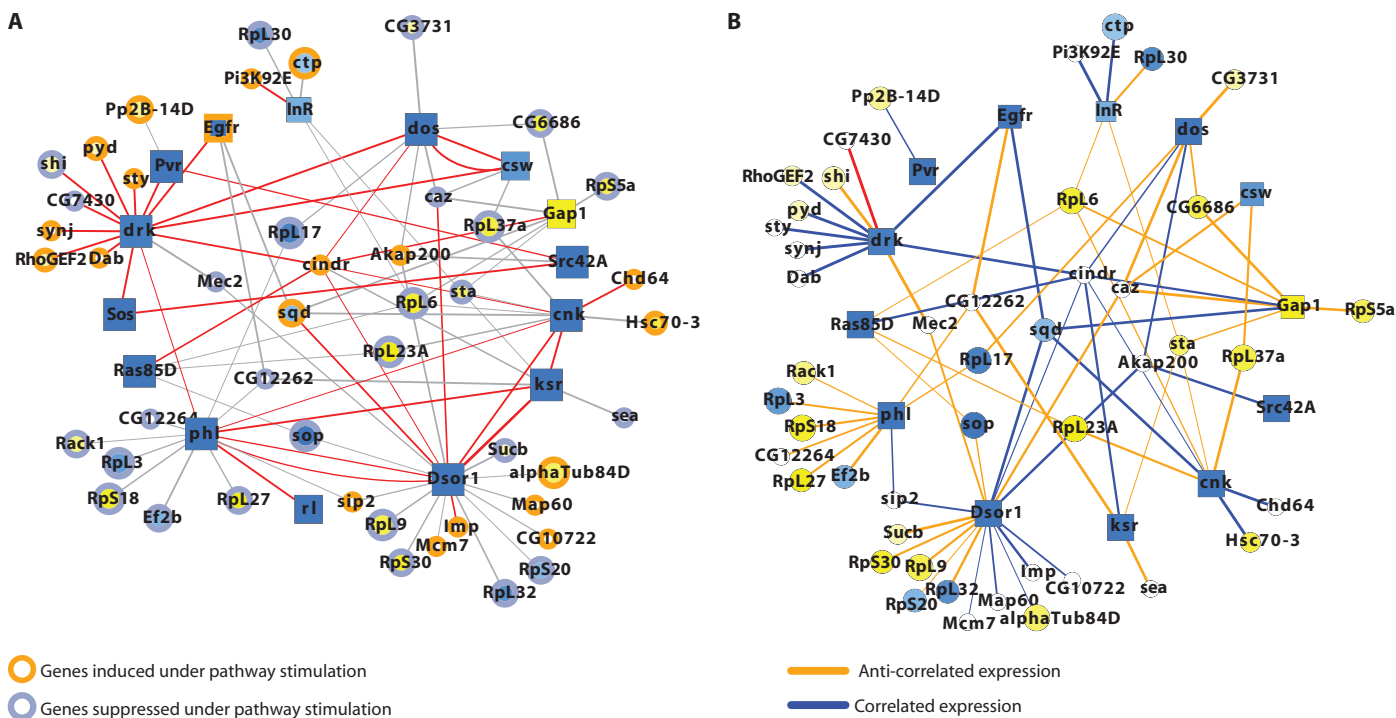 A
RpL30
CG3731
ctp
Pi3K92E
InR
Pp2B-14D
Egfr
dos
CG6686
pyd
shi
Pvr
csw
sty
CG7430
caz
RpS5a
synj
drk
RpL17
RpL37a
Gap1
RhoGEF2
Dab
cindr
Akap200
Src42A
Mec2
sta
Chd64
Sos
sqd
RpL6
cnk
Hsc70-3
RpL23A
Ras85D
CG12262
ksr
CG12264
sea
Rack1
phl
sop
RpL3
Sucb
alphaTub84D
Dsor1
RpS18
RpL27
sip2
Map60
Ef2b
rl
RpL9
Imp
CG10722
Mcm7
RpS30
RpS20
RpL32
Genes induced under pathway stimulation
Genes suppressed under pathway stimulation
B
ctp
Pi3K92E
RpL30
CG3731
Pp2B-14D
InR
Egfr
dos
CG7430
Pvr
RhoGEF2
shi
csw
RpL6
CG6686
pyd
sty
drk
synj
Dab
cindr
caz
CG12262
Gap1
RpS5a
Ras85D
Mec2
sqd
sta
RpL17
Akap200
RpL37a
Rack1
RpL3
phl
Src42A
RpS18
sop
RpL23A
CG12264
RpL27
Ef2b
sip2
cnk
Dsor1
Chd64
Sucb
ksr
Hsc70-3
RpS30
RpL9
Imp
RpL32
CG10722
sea
RpS20
Map60
Mcm7
alphaTub84D
Anti-correlated expression
Correlated expression